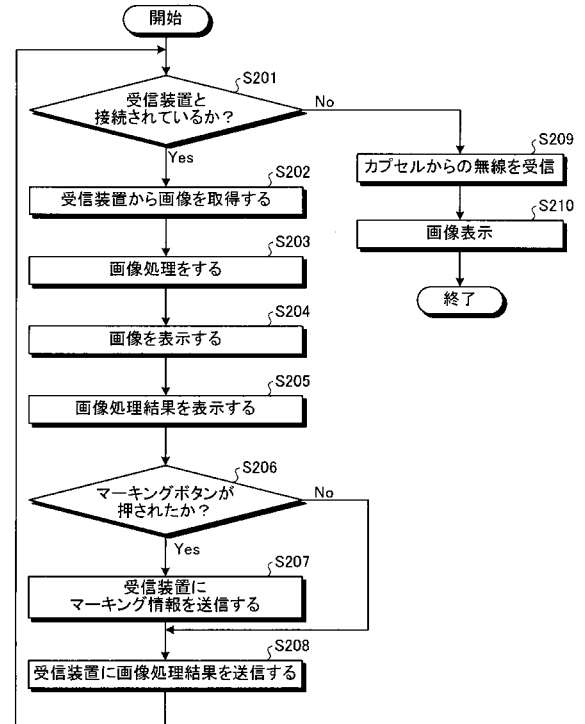 開始
S201
受信装置と
接続されているか?
No
Yes
S202
受信装置から画像を取得する
S203
画像処理をする
S204
画像を表示する
S205
画像処理結果を表示する
S206
マーキングボタンが
押されたか?
No
Yes
S207
受信装置に
マーキング情報を送信する
S208
受信装置に画像処理結果を送信する
S209
カプセルからの無線を受信
S210
画像表示
終了